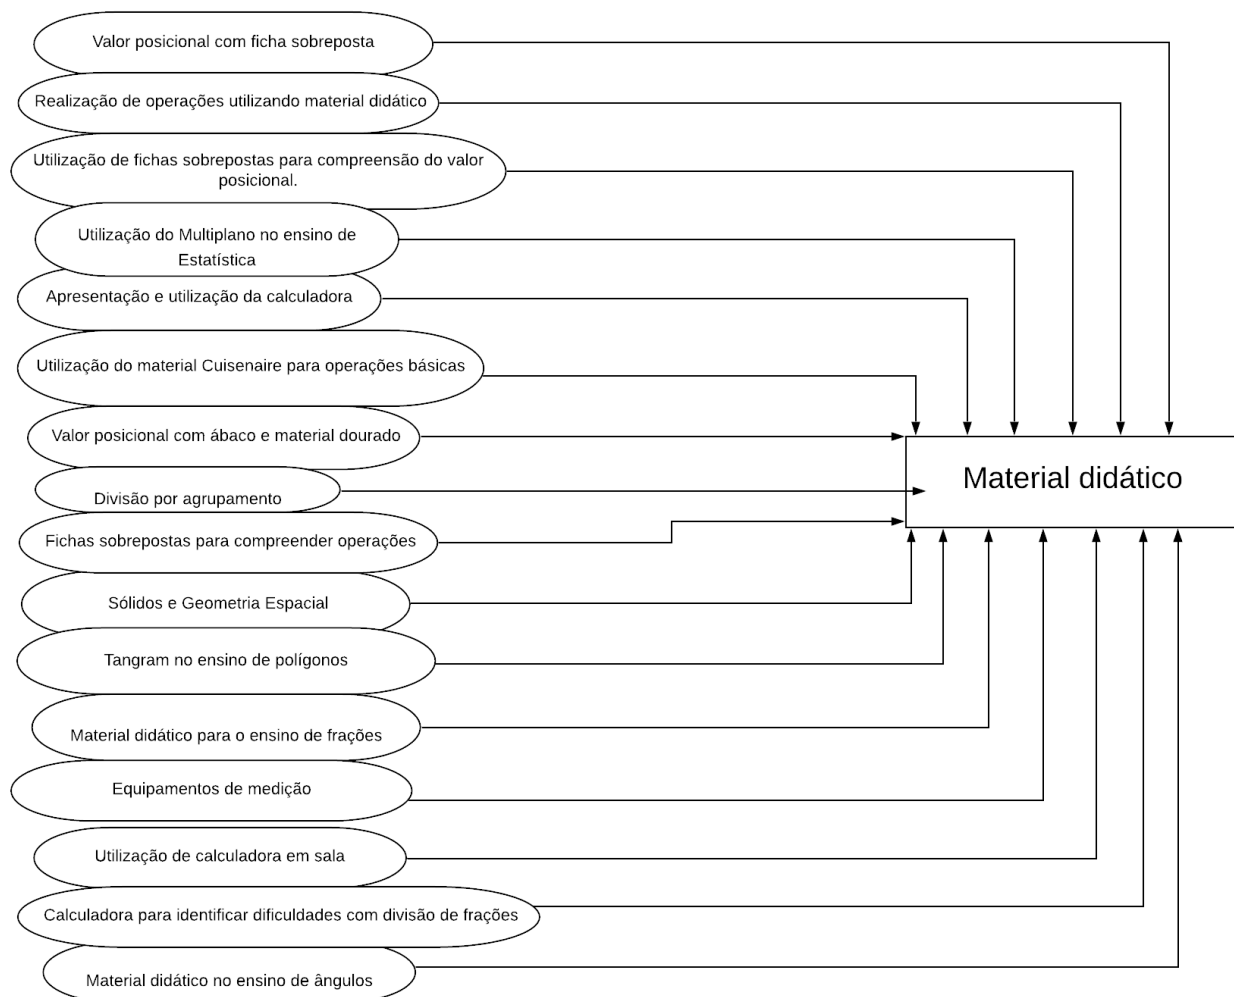 Valor posicional com ficha sobreposta
Realização de operações utilizando material didático
Utilização de fichas sobrepostas para compreensão do valor
posicional.
Utilização do Multiplano no ensino de
Estatística
Apresentação e utilização da calculadora
Utilização do material Cuisenaire para operações básicas
Valor posicional com ábaco e material dourado
Material didático
Divisão por agrupamento
Fichas sobrepostas para compreender operações
Sólidos e Geometria Espacial
Tangram no ensino de polígonos
Material didático para o ensino de frações
Equipamentos de medição
Utilização de calculadora em sala
Calculadora para identificar dificuldades com divisão de frações
Material didático no ensino de ângulos